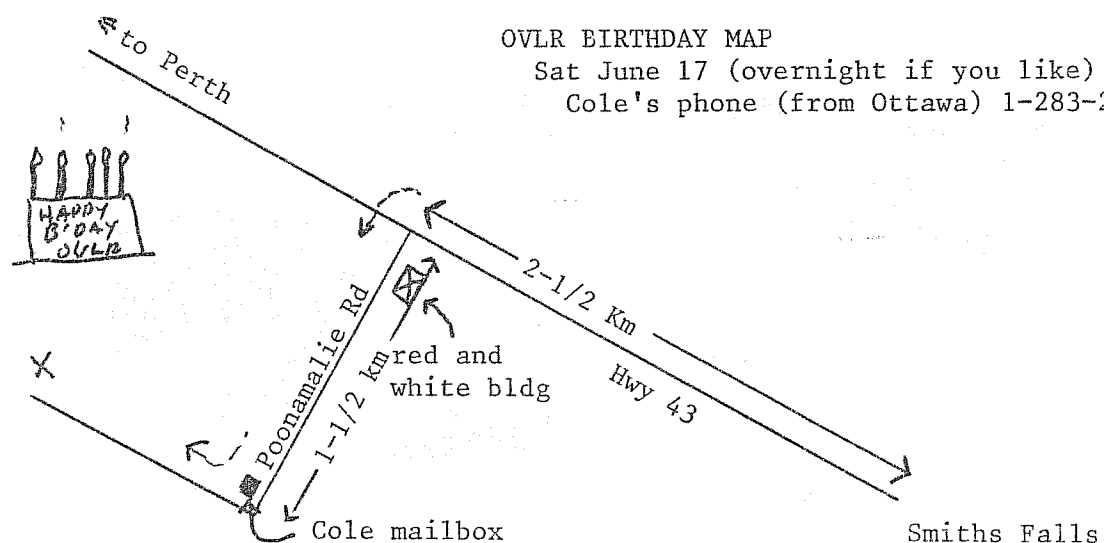 OVLR BIRTHDAY MAP
Sat June 17 (overnight if you like)
Cole's phone (from Ottawa) 1-283-2
to Perth
HAPPY
B'DAY
OVLR
2-1/2 Km
Poonamalie Rd
red and
white bldg
1-1/2 km
Hwy 43
X
Cole mailbox
Smiths Falls